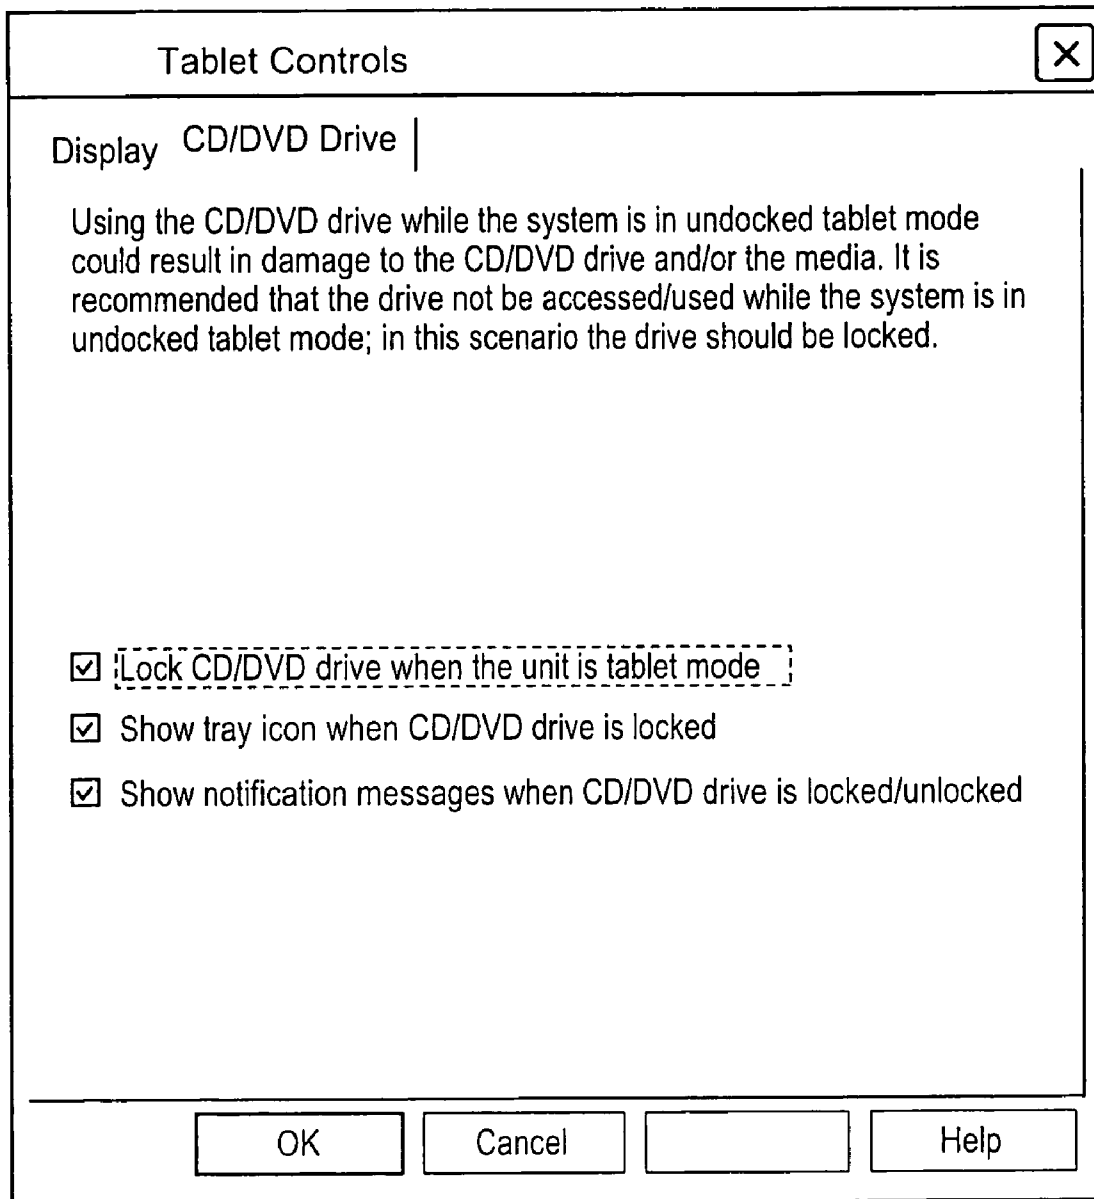 Tablet Controls
Display CD/DVD Drive
Using the CD/DVD drive while the system is in undocked tablet mode
could result in damage to the CD/DVD drive and/or the media. It is
recommended that the drive not be accessed/used while the system is in
undocked tablet mode; in this scenario the drive should be locked.
Lock CD/DVD drive when the unit is tablet mode
Show tray icon when CD/DVD drive is locked
Show notification messages when CD/DVD drive is locked/unlocked
OK Cancel Help